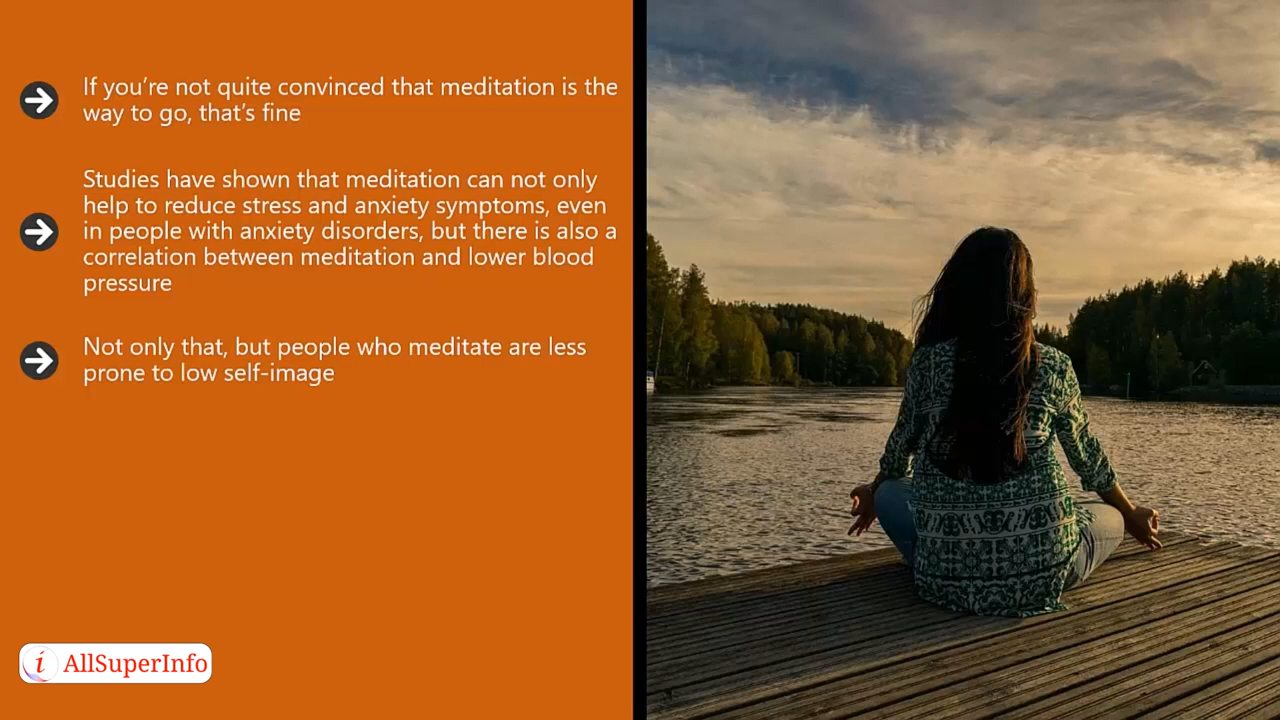 If you’re not quite convinced that meditation is the
way to go, that’s fine
Studies have shown that meditation can not only
help to reduce stress and anxiety symptoms, even
in people with anxiety disorders, but there is also a
correlation between meditation and lower blood
pressure
Not only that, but people who meditate are less
prone to low self-image
i AllSuperInfo